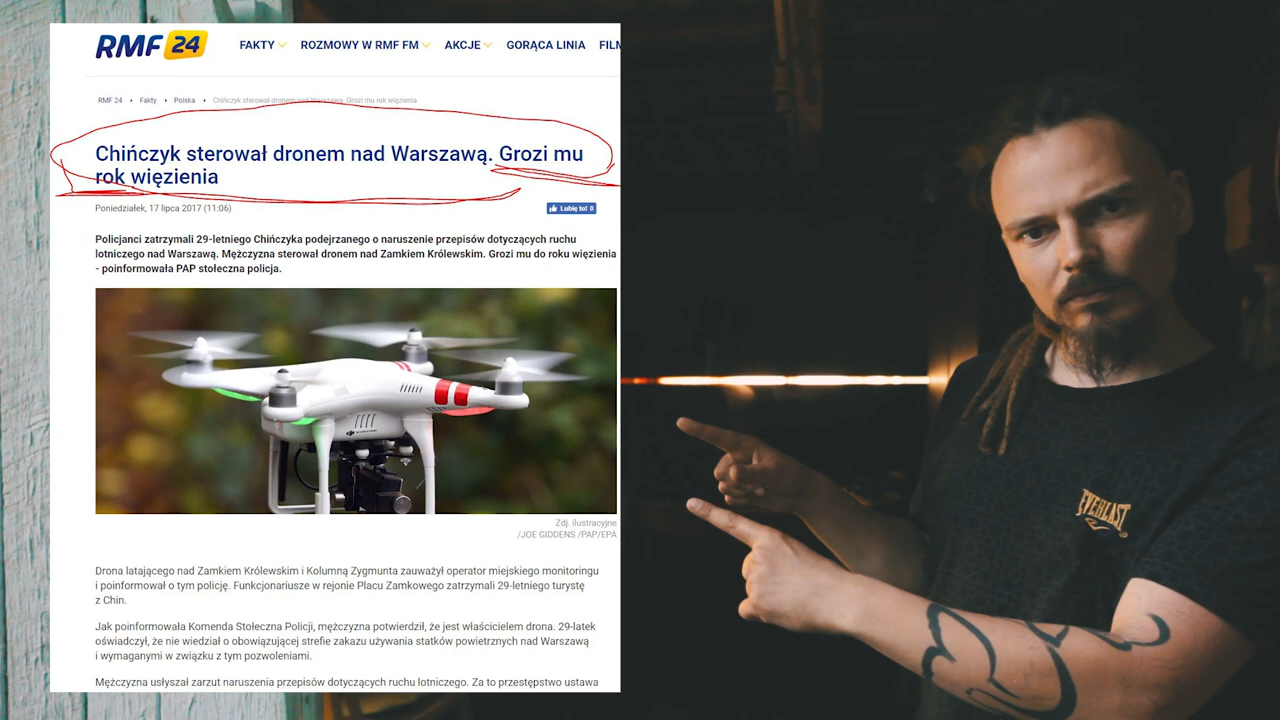 RMF 24
FAKTY ROZMOWY W RMF FM AKCJE GORĄCA LINIA FILM
RMF 24 Fakty Polska Chińczyk sterował dronem nad Warszawą. Grozi mu rok więzienia
Chińczyk sterował dronem nad Warszawą. Grozi mu
rok więzienia
Poniedziałek, 17 lipca 2017 (11:06)
Lubię to! 0
Policjanci zatrzymali 29-letniego Chińczyka podejrzanego o naruszenie przepisów dotyczących ruchu
lotniczego nad Warszawą. Mężczyzna sterował dronem nad Zamkiem Królewskim. Grozi mu do roku więzienia
- poinformowała PAP stołeczna policja.
Zdj. ilustracyjne
/JOE GIDDENS /PAP/EPA
Drona latającego nad Zamkiem Królewskim i Kolumną Zygmunta zauważył operator miejskiego monitoringu
i poinformował o tym policję. Funkcjonariusze w rejonie Placu Zamkowego zatrzymali 29-letniego turystę
z Chin.
Jak poinformowała Komenda Stołeczna Policji, mężczyzna potwierdził, że jest właścicielem drona. 29-latek
oświadczył, że nie wiedział o obowiązującej strefie zakazu używania statków powietrznych nad Warszawą
i wymaganymi w związku z tym pozwoleniami.
Mężczyzna usłyszał zarzut naruszenia przepisów dotyczących ruchu lotniczego. Za to przestępstwo ustawa
EVERLAST